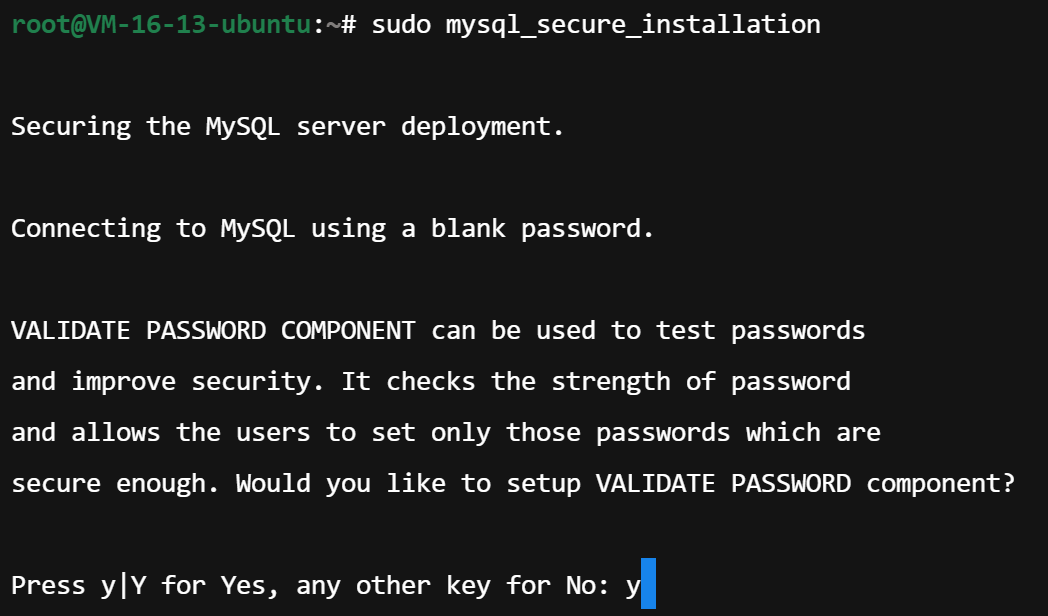 root@VM-16-13-ubuntu:~# sudo mysql_secure_installation
Securing the MySQL server deployment.
Connecting to MySQL using a blank password.
VALIDATE PASSWORD COMPONENT can be used to test passwords
and improve security. It checks the strength of password
and allows the users to set only those passwords which are
secure enough. Would you like to setup VALIDATE PASSWORD component?
Press y|Y for Yes, any other key for No: y